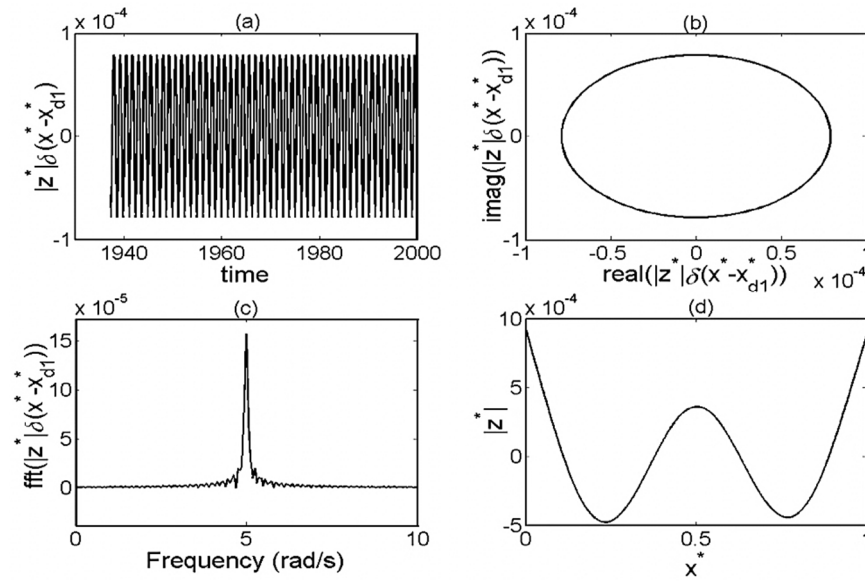 (a)
x 10^-4
1
0
-1
1940 1960 1980 2000
time
|z*|δ(x*-x*d1)
(b)
x 10^-4
1
0
-1
-1 -0.5 0 0.5 1
real(|z*|δ(x*-x*d1))
x 10^-4
imag(|z*|δ(x*-x*d1))
(c)
x 10^-5
15
10
5
0
0 5 10
Frequency (rad/s)
fft(|z*|δ(x*-x*d1))
(d)
x 10^-4
10
5
0
-5
0 0.5 1
x*
|z*|